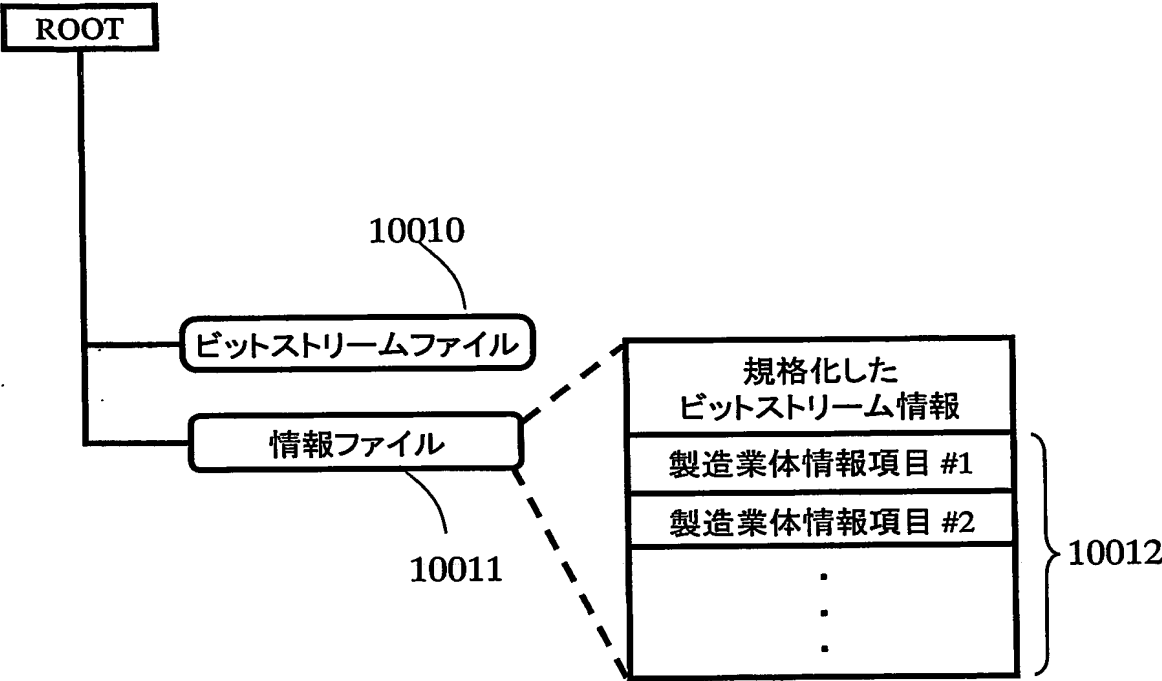 ROOT
10010
ビットストリームファイル
情報ファイル
10011
規格化した
ビットストリーム情報
製造業体情報項目 #1
製造業体情報項目 #2
10012